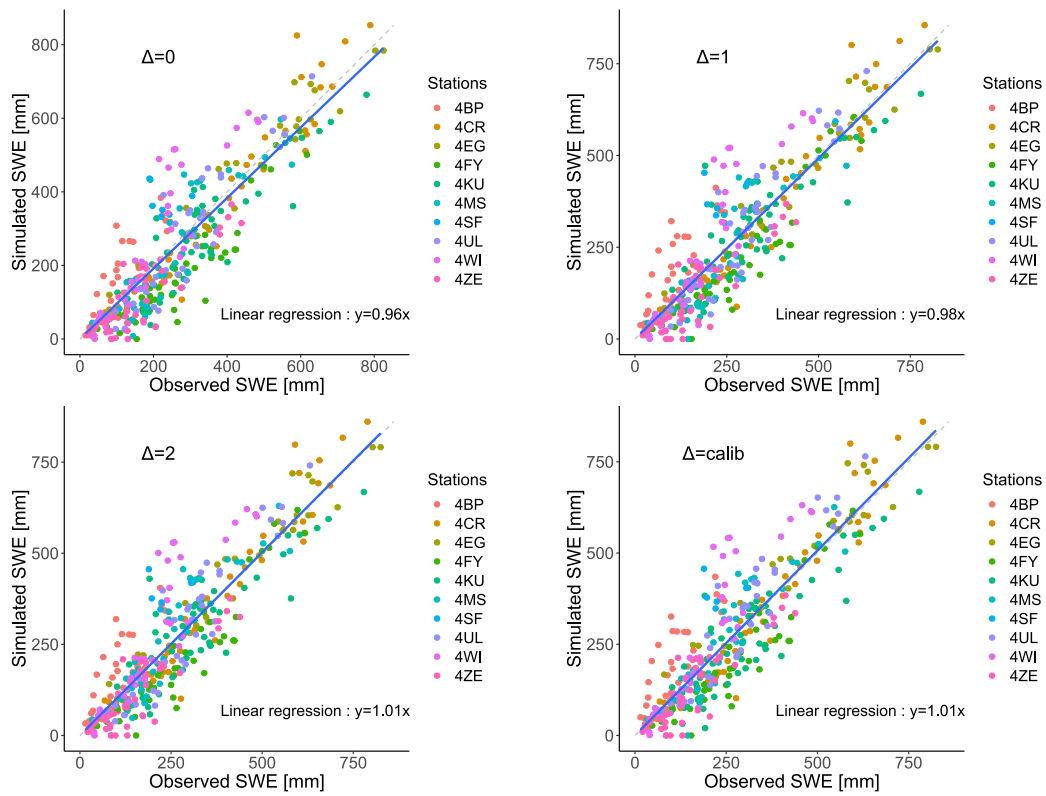 Δ=0
Simulated SWE [mm]
800
600
400
200
0
0 200 400 600 800
Observed SWE [mm]
Linear regression : y=0.96x
Stations
4BP
4CR
4EG
4FY
4KU
4MS
4SF
4UL
4WI
4ZE
Δ=1
Simulated SWE [mm]
750
500
250
0
0 250 500 750
Observed SWE [mm]
Linear regression : y=0.98x
Stations
4BP
4CR
4EG
4FY
4KU
4MS
4SF
4UL
4WI
4ZE
Δ=2
Simulated SWE [mm]
750
500
250
0
0 250 500 750
Observed SWE [mm]
Linear regression : y=1.01x
Stations
4BP
4CR
4EG
4FY
4KU
4MS
4SF
4UL
4WI
4ZE
Δ=calib
Simulated SWE [mm]
750
500
250
0
0 250 500 750
Observed SWE [mm]
Linear regression : y=1.01x
Stations
4BP
4CR
4EG
4FY
4KU
4MS
4SF
4UL
4WI
4ZE